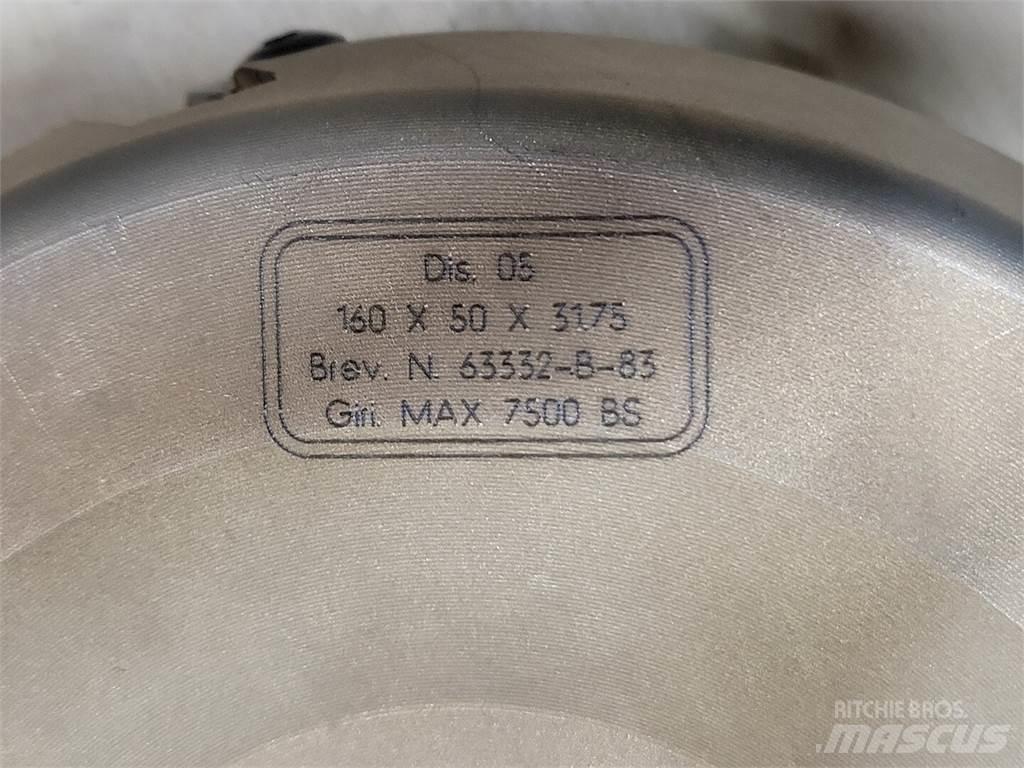 Dis. 05
160 X 50 X 31.75
Brev. N. 63332-B-83
Giri. MAX 7500 BS
RITCHIE BROS.
MASCUS